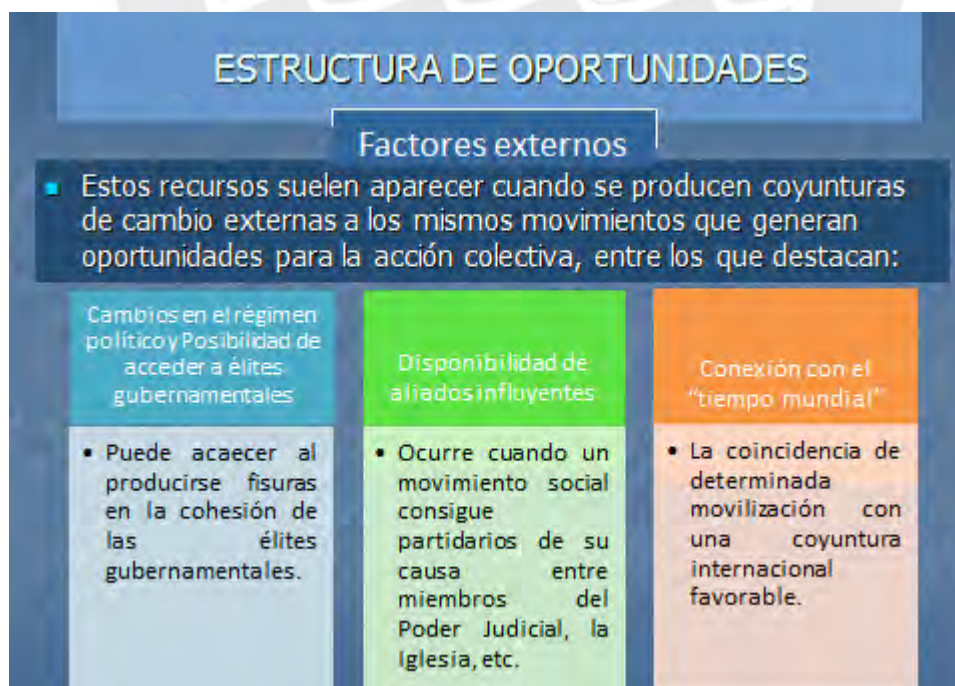 ESTRUCTURA DE OPORTUNIDADES
Factores externos
Estos recursos suelen aparecer cuando se producen coyunturas
de cambio externas a los mismos movimientos que generan
oportunidades para la acción colectiva, entre los que destacan:
Cambios en el régimen
político y Posibilidad de
acceder a élites
gubernamentales
• Puede acaecer al
producirse fisuras
en la cohesión de
las élites
gubernamentales.
Disponibilidad de
aliados influyentes
• Ocurre cuando un
movimiento social
consigue
partidarios de su
causa entre
miembros del
Poder Judicial, la
Iglesia, etc.
Conexión con el
"tiempo mundial"
• La coincidencia de
determinada
movilización con
una coyuntura
internacional
favorable.